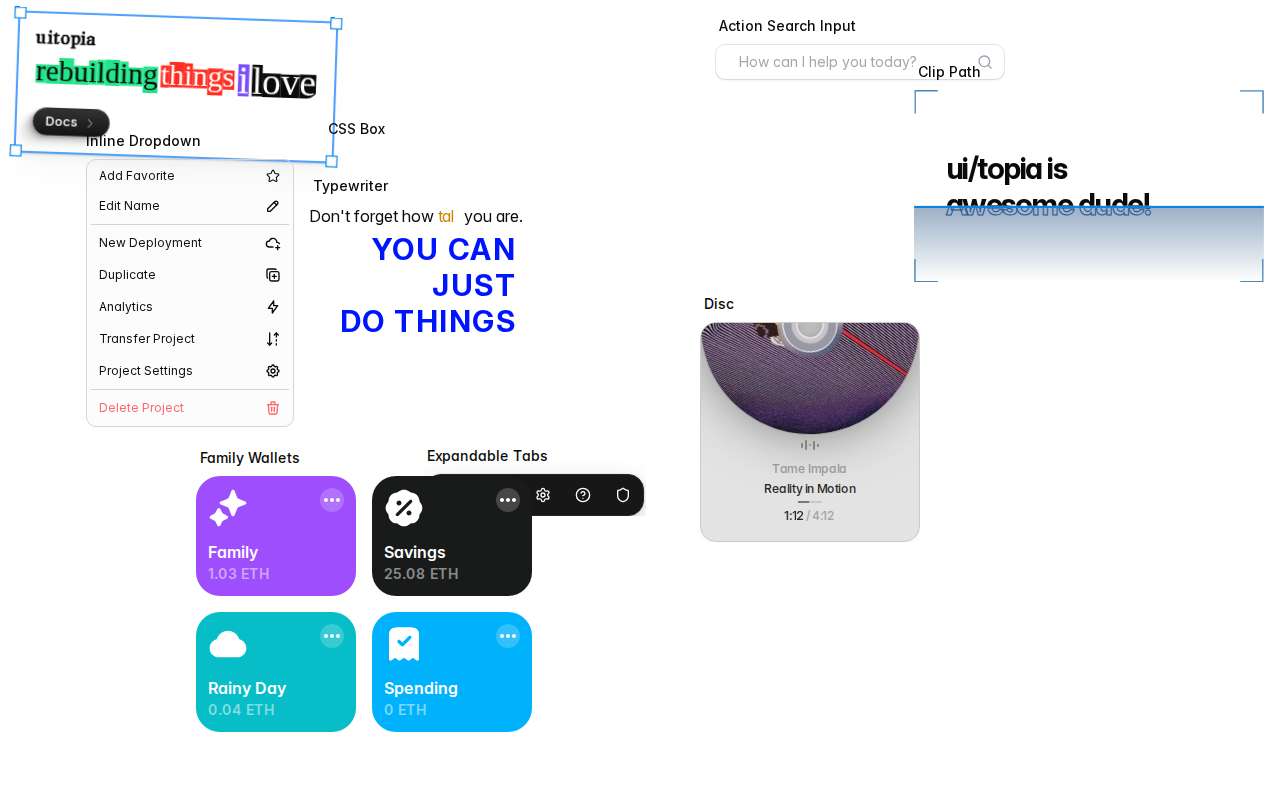 uitopia
rebuilding things i love
Docs
Inline Dropdown
Add Favorite
Edit Name
New Deployment
Duplicate
Analytics
Transfer Project
Project Settings
Delete Project
CSS Box
Typewriter
Don't forget how tal you are.
YOU CAN
JUST
DO THINGS
Action Search Input
How can I help you today?
Clip Path
ui/topia is
awesome dude!
Disc
Tame Impala
Reality in Motion
1:12 / 4:12
Family Wallets
Expandable Tabs
Family
1.03 ETH
Savings
25.08 ETH
Rainy Day
0.04 ETH
Spending
0 ETH